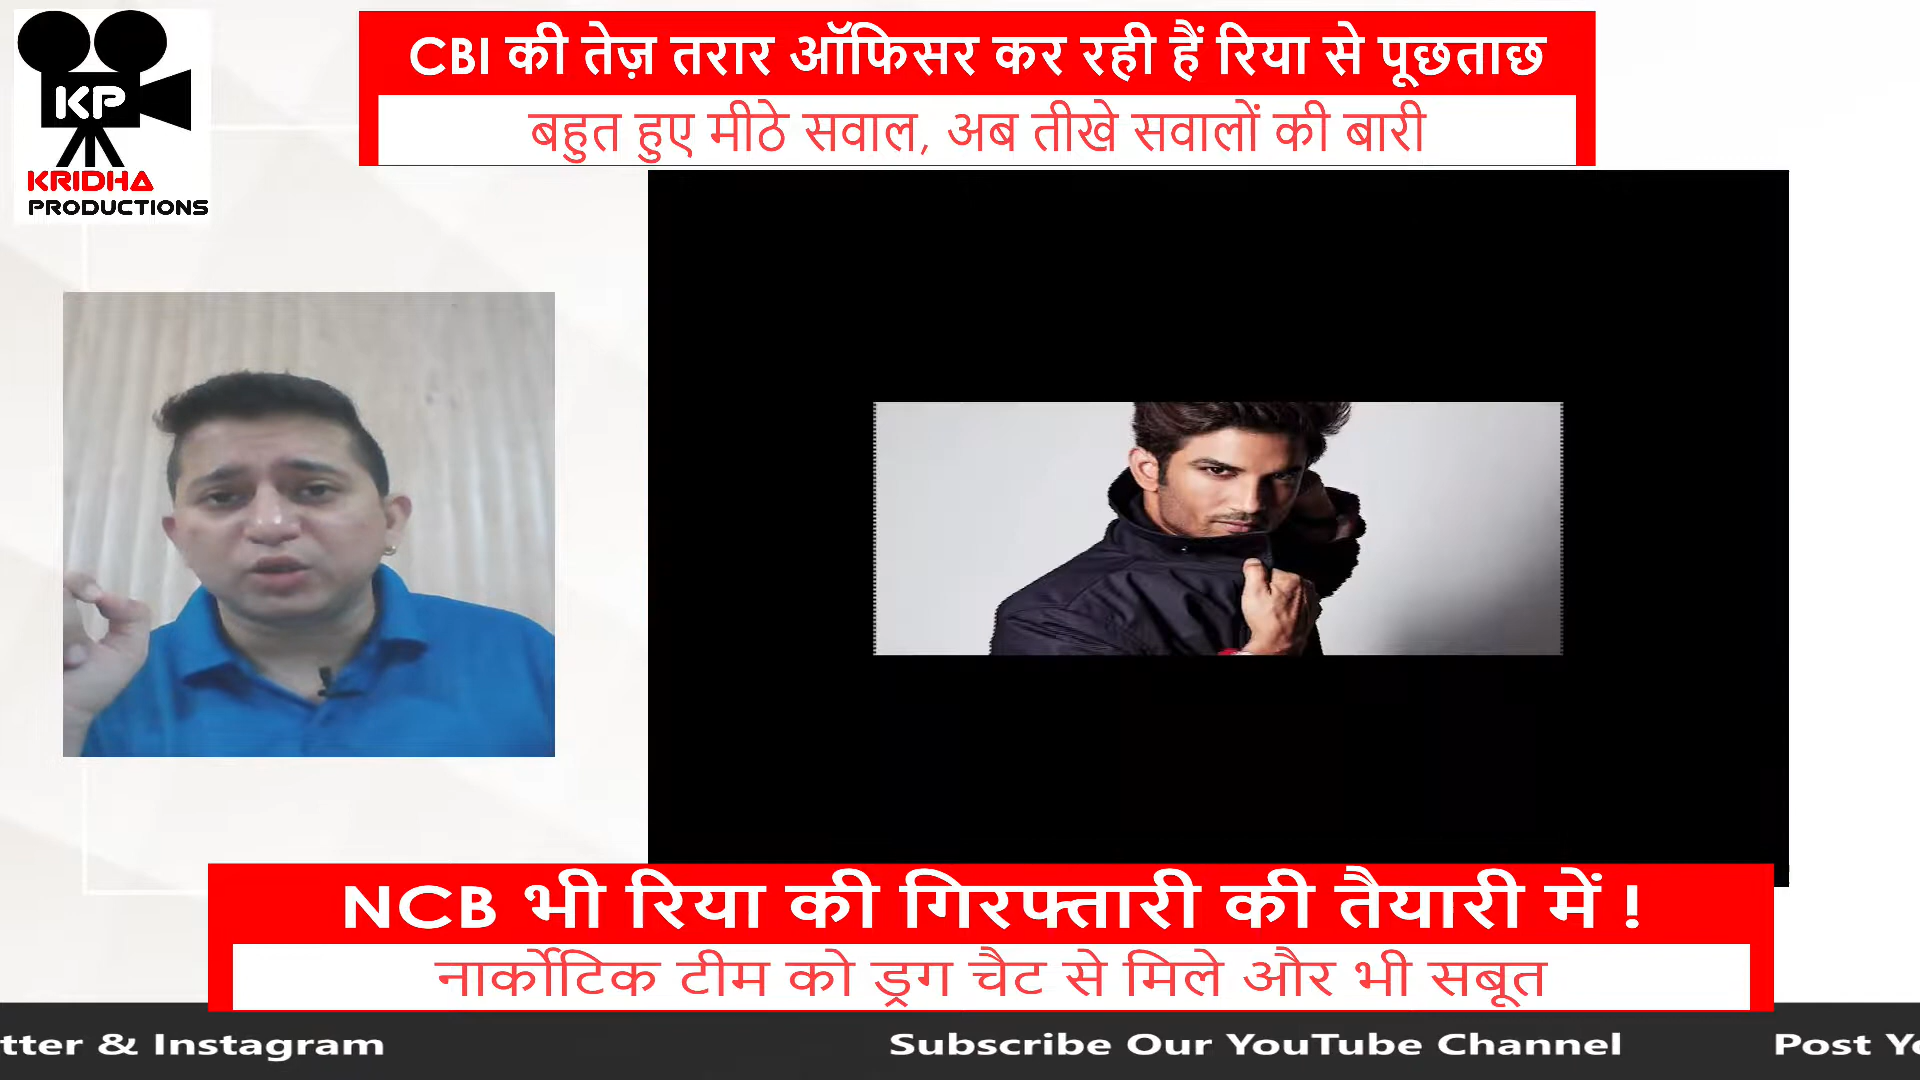 CBI की तेज़ तरार ऑफिसर कर रही हैं रिया से पूछताछ
बहुत हुए मीठे सवाल, अब तीखे सवालों की बारी
KP
KRIDHA
PRODUCTIONS
NCB भी रिया की गिरफ्तारी की तैयारी में !
नार्कोटिक टीम को ड्रग चैट से मिले और भी सबूत
tter & Instagram Subscribe Our YouTube Channel Post Yo